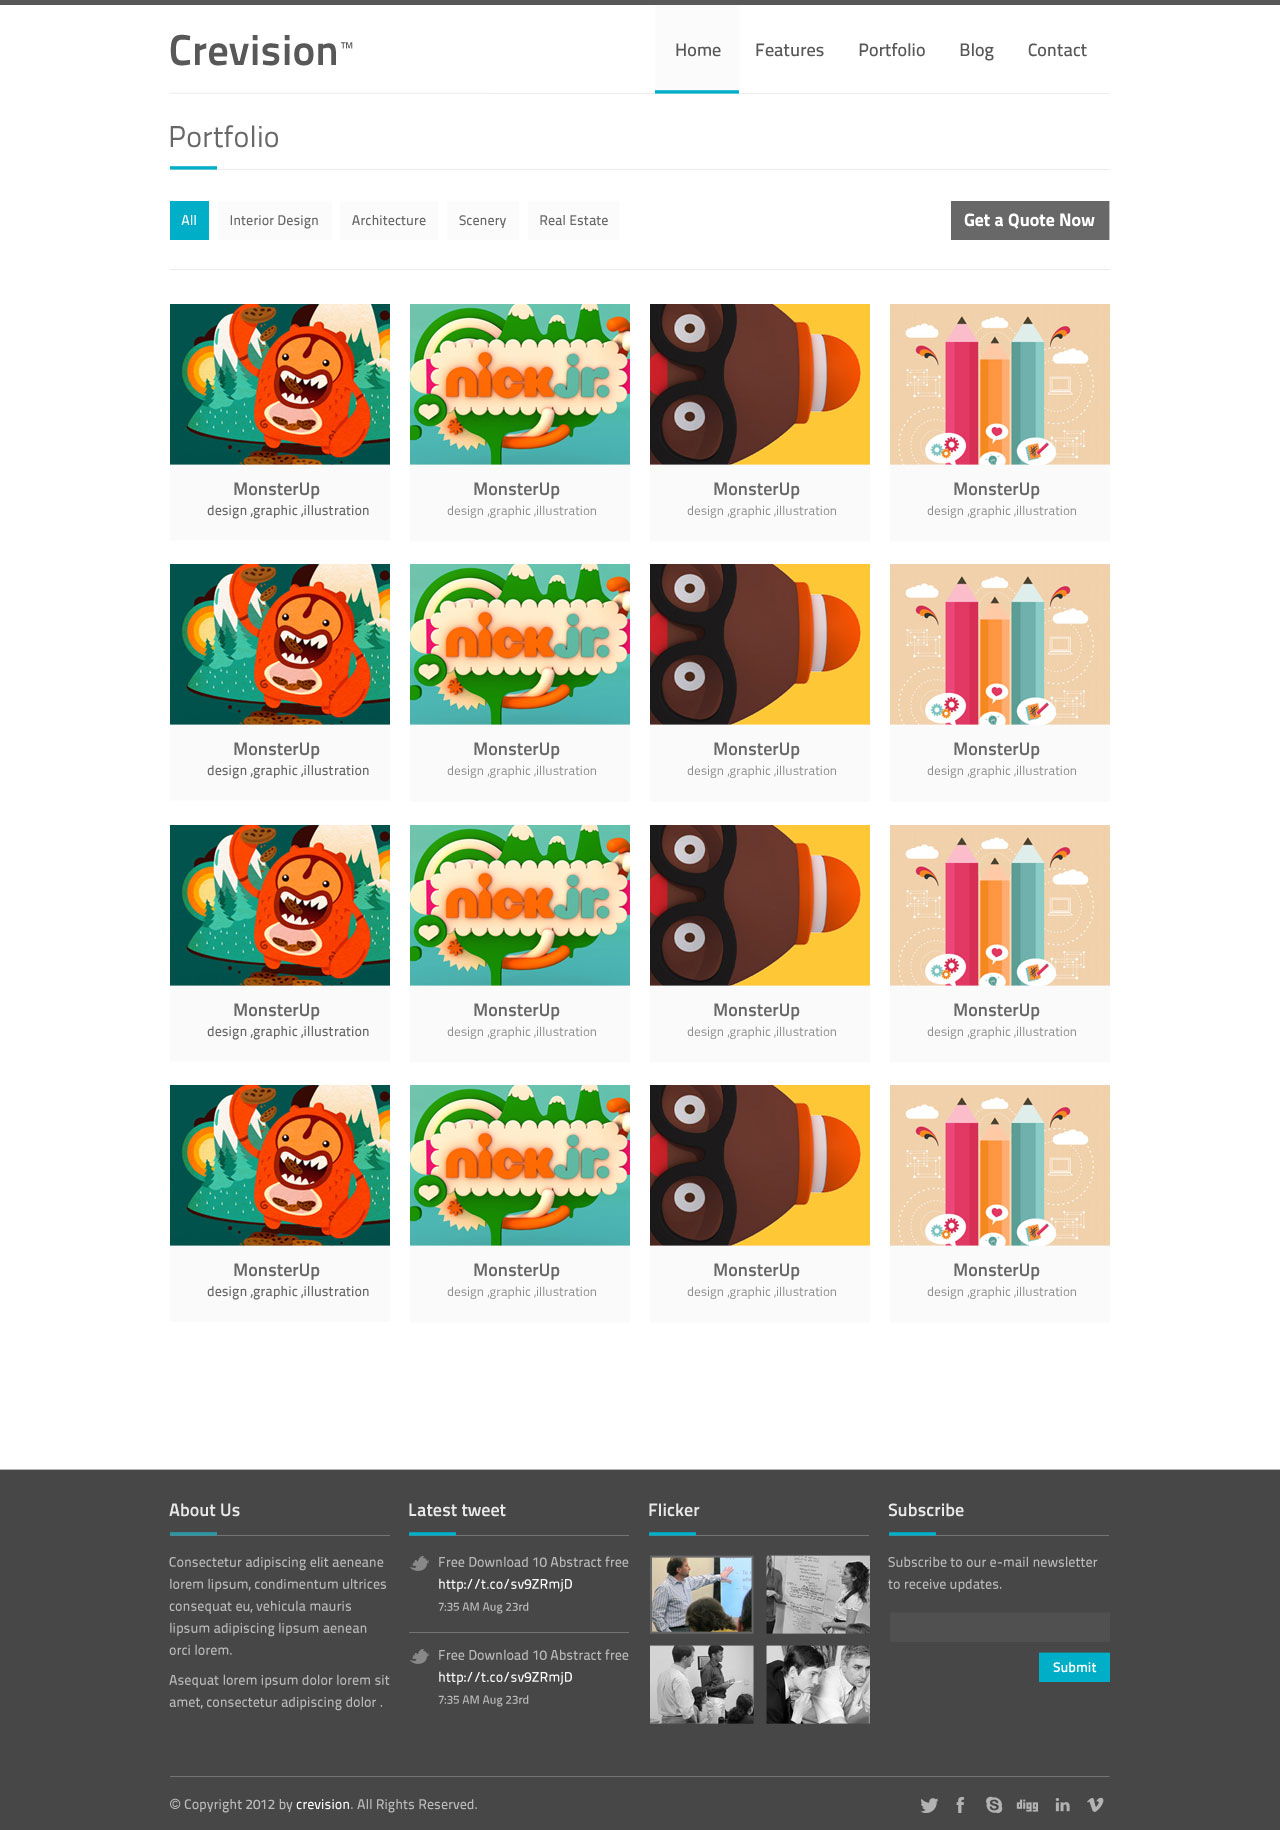 Crevision™
Home Features Portfolio Blog Contact
Portfolio
All Interior Design Architecture Scenery Real Estate Get a Quote Now
nick jr. 
MonsterUp MonsterUp MonsterUp MonsterUp
design ,graphic ,illustration design ,graphic ,illustration design ,graphic ,illustration design ,graphic ,illustration
nick jr.
MonsterUp MonsterUp MonsterUp MonsterUp
design ,graphic ,illustration design ,graphic ,illustration design ,graphic ,illustration design ,graphic ,illustration
nick jr.
MonsterUp MonsterUp MonsterUp MonsterUp
design ,graphic ,illustration design ,graphic ,illustration design ,graphic ,illustration design ,graphic ,illustration
nick jr.
MonsterUp MonsterUp MonsterUp MonsterUp
design ,graphic ,illustration design ,graphic ,illustration design ,graphic ,illustration design ,graphic ,illustration
About Us
Consectetur adipiscing elit aeneane
lorem lipsum, condimentum ultrices
consequat eu, vehicula mauris
lipsum adipiscing lipsum aenean
orci lorem.
Asequat lorem ipsum dolor lorem sit
amet, consectetur adipiscing dolor .
Latest tweet
Free Download 10 Abstract free
http://t.co/sv9ZRmjD
7:35 AM Aug 23rd
Free Download 10 Abstract free
http://t.co/sv9ZRmjD
7:35 AM Aug 23rd
Flicker
Subscribe
Subscribe to our e-mail newsletter
to receive updates.
Submit
© Copyright 2012 by crevision. All Rights Reserved.
digg in